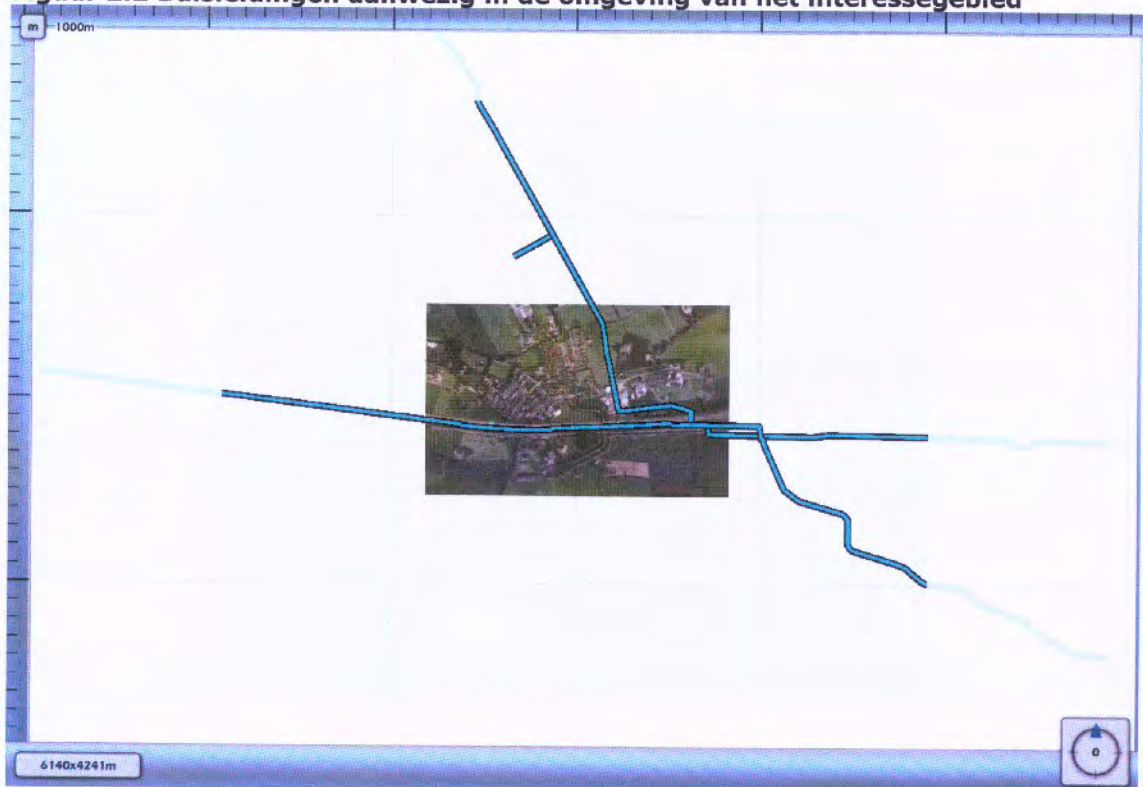 Buisleidingen aanwezig in de omgeving van het interessegebied
m
1000m
0
6140x4241m